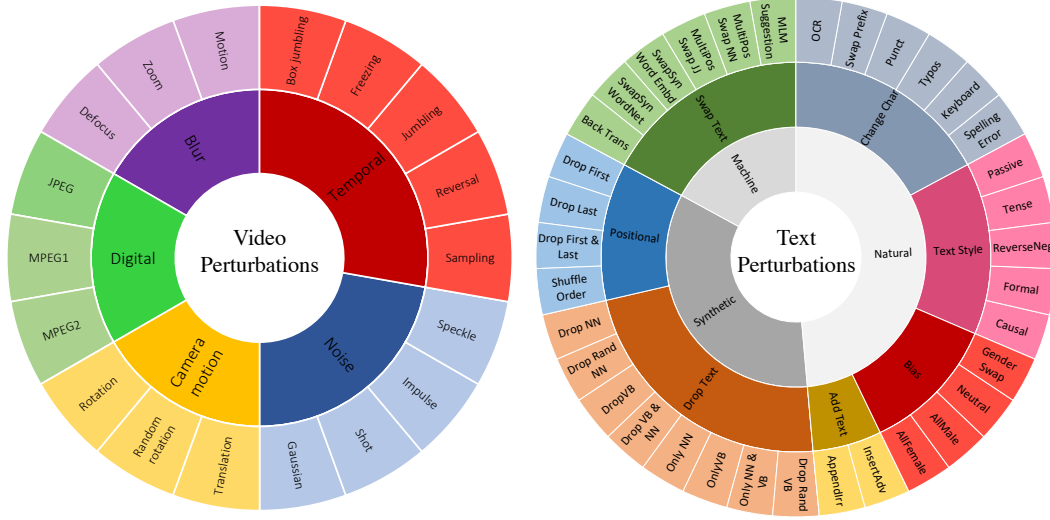 Video
Perturbations
Temporal
Noise
Camera
motion
Digital
Blur
Box jumbling
Freezing
Jumbling
Reversal
Sampling
Speckle
Impulse
Shot
Gaussian
Translation
Random
rotation
Rotation
MPEG2
MPEG1
JPEG
Defocus
Zoom
Motion
Text
Perturbations
Natural
Synthetic
Machine
Change Char
Text Style
Bias
Add Text
Drop Text
Positional
Swap Text
OCR
Swap Prefix
Punct
Typos
Keyboard
Spelling
Error
Passive
Tense
ReverseNeg
Formal
Causal
Gender
Swap
Neutral
AllMale
AllFemale
InsertAdv
AppendIrr
Drop Rand
VB
Only NN &
VB
OnlyVB
Only NN
Drop VB &
NN
DropVB
Drop Rand
NN
Drop NN
Shuffle
Order
Drop First &
Last
Drop Last
Drop First
Back Trans
SwapSyn
WordNet
SwapSyn
Word Embd
MultiPos
Swap JJ
MultiPos
Swap NN
MLM
Suggestion